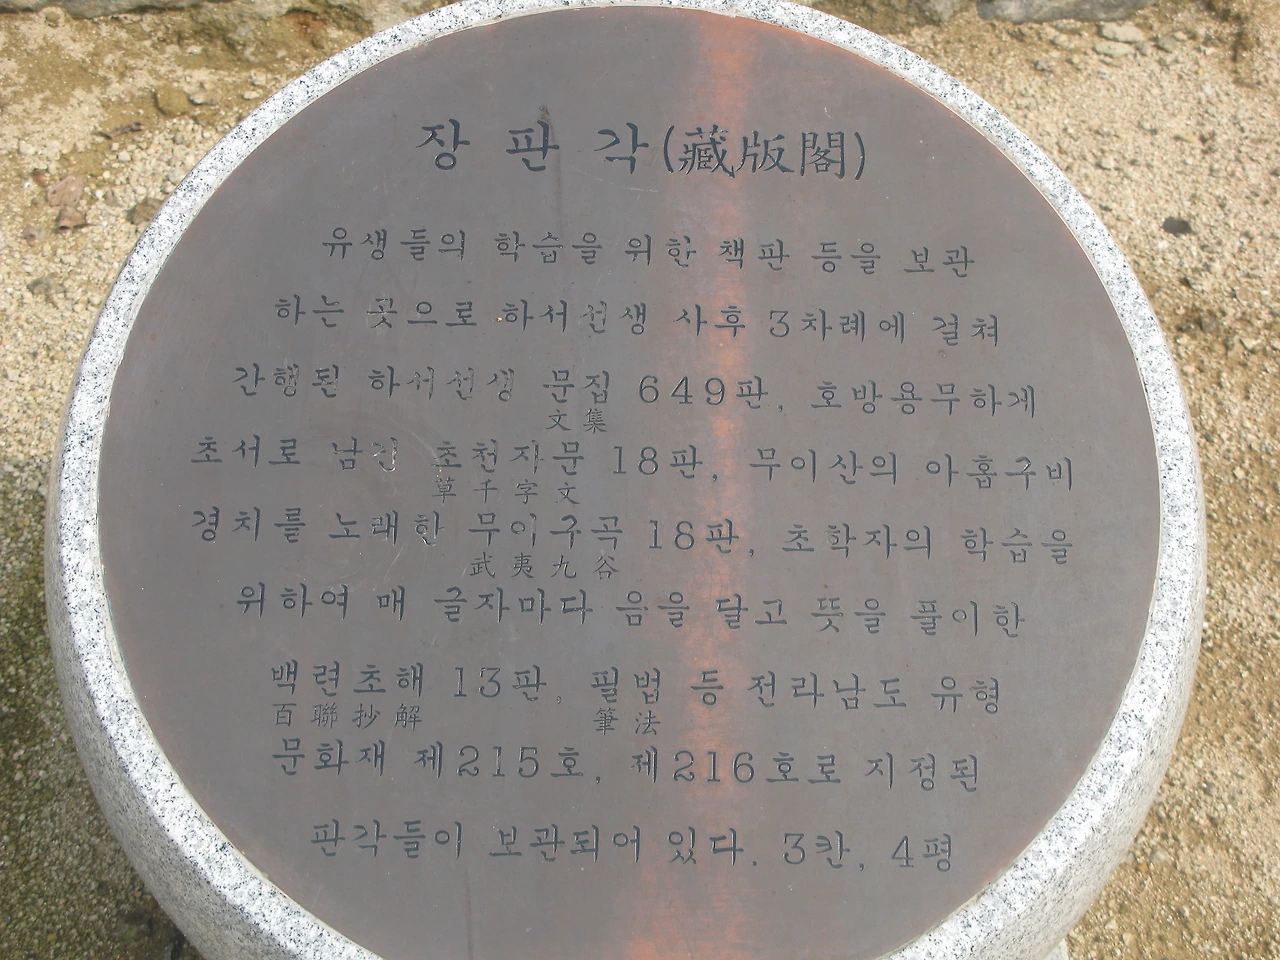 장 판 각(藏版閣)
유생들의 학습을 위한 책판 등을 보관
하는 곳으로 하서선생 사후 3차례에 걸쳐
간행된 하서선생 문집 649판, 호방용무하게
文集
초서로 남긴 초천자문 18판, 무이산의 아홉구비
草千字文
경치를 노래한 무이구곡 18판, 초학자의 학습을
武夷九谷
위하여 매 글자마다 음을 달고 뜻을 풀이한
백련초해 13판, 필법 등 전라남도 유형
百聯抄解 筆法
문화재 제215호, 제216호로 지정된
판각들이 보관되어 있다. 3칸, 4평